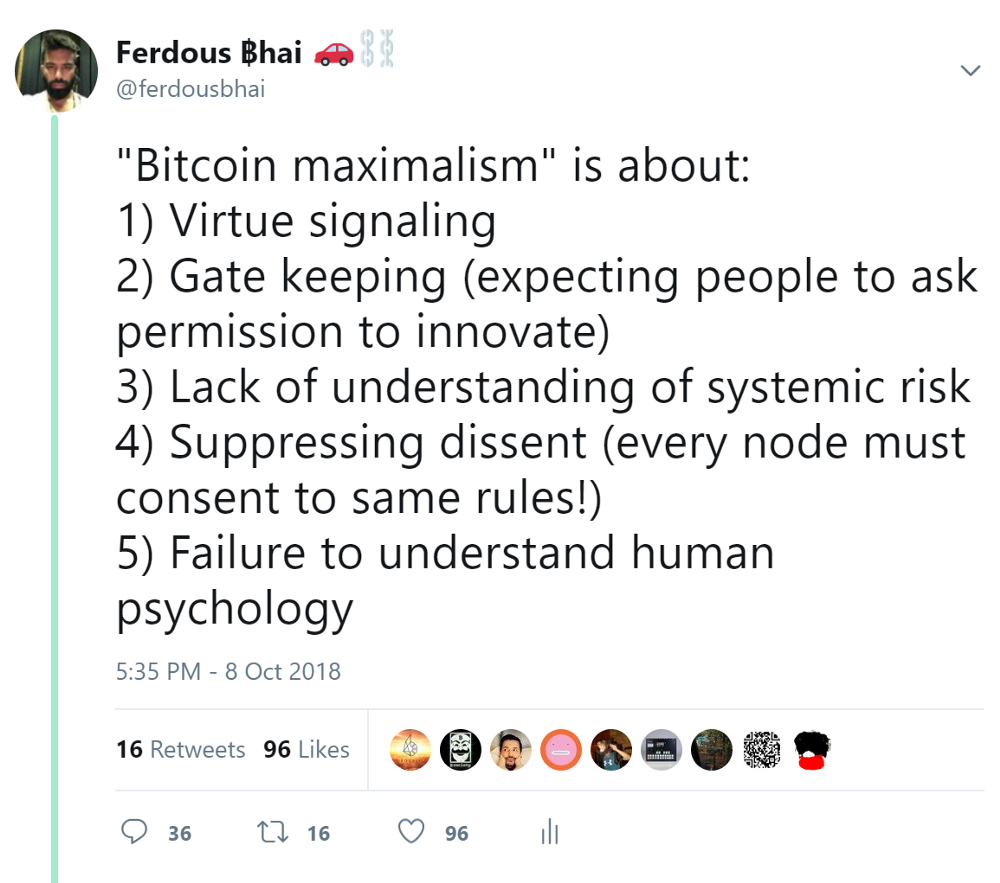 Ferdous ₿hai 🚗⛓⛓
@ferdousbhai
"Bitcoin maximalism" is about:
1) Virtue signaling
2) Gate keeping (expecting people to ask
permission to innovate)
3) Lack of understanding of systemic risk
4) Suppressing dissent (every node must
consent to same rules!)
5) Failure to understand human
psychology
5:35 PM - 8 Oct 2018
16 Retweets 96 Likes
36 16 96